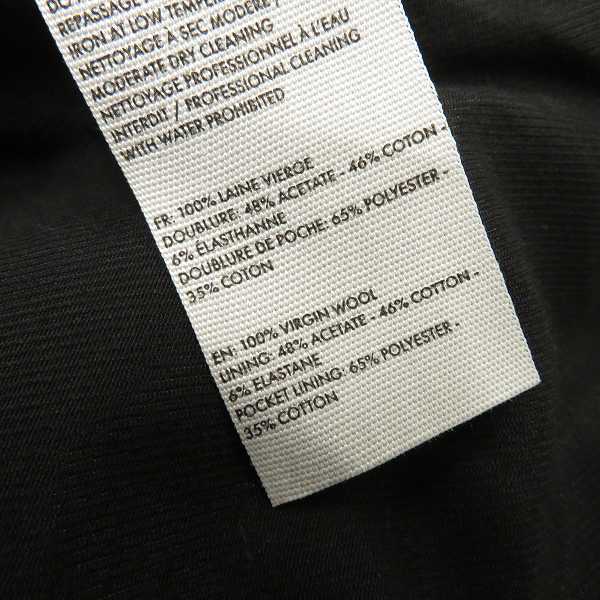 REPASSAGE
IRON AT LOW TEMPER
NETTOYAGE À SEC MODÉRÉ /
MODERATE DRY CLEANING
NETTOYAGE PROFESSIONNEL À L'EAU
INTERDIT / PROFESSIONAL CLEANING
WITH WATER PROHIBITED
FR: 100% LAINE VIERGE
DOUBLURE: 48% ACETATE - 46% COTON -
6% ÉLASTHANNE
DOUBLURE DE POCHE: 65% POLYESTER -
35% COTON
EN: 100% VIRGIN WOOL
LINING: 48% ACETATE - 46% COTTON -
6% ELASTANE
POCKET LINING: 65% POLYESTER -
35% COTTON